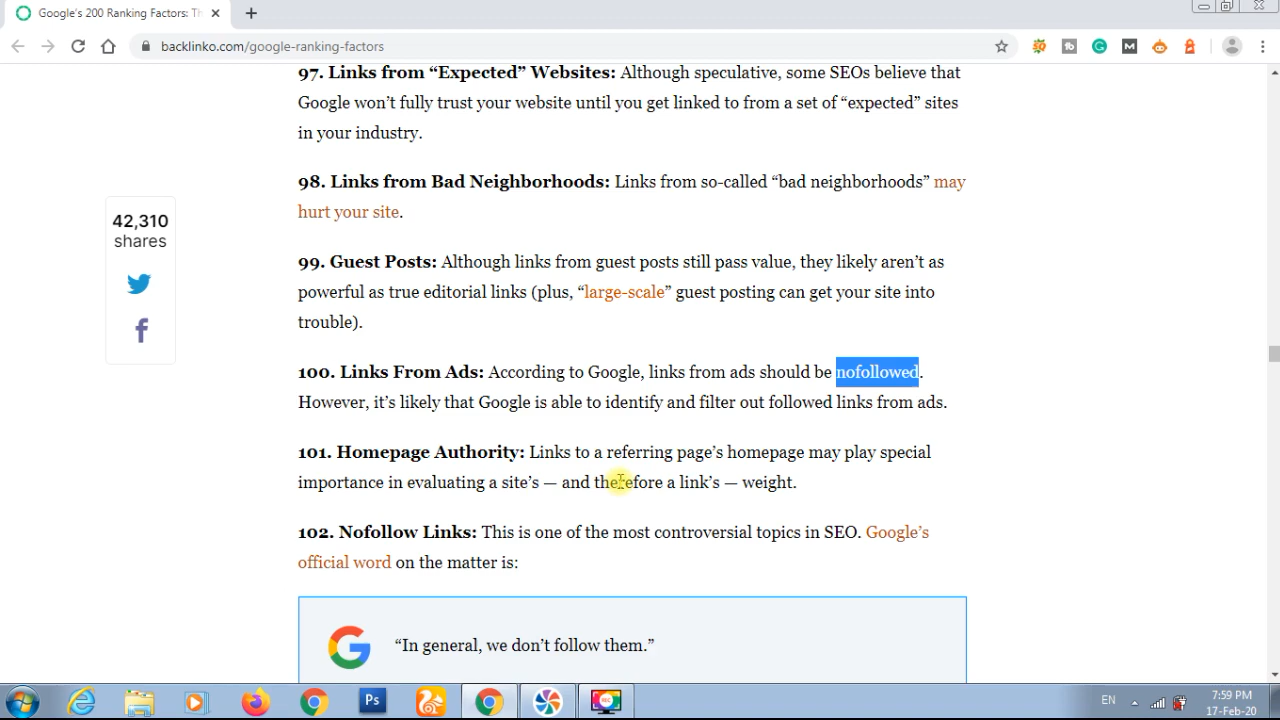 Google's 200 Ranking Factors: Th
backlinko.com/google-ranking-factors
97. Links from “Expected” Websites: Although speculative, some SEOs believe that
Google won’t fully trust your website until you get linked to from a set of “expected” sites
in your industry.
98. Links from Bad Neighborhoods: Links from so-called “bad neighborhoods” may
hurt your site.
42,310
shares
99. Guest Posts: Although links from guest posts still pass value, they likely aren’t as
powerful as true editorial links (plus, “large-scale” guest posting can get your site into
trouble).
100. Links From Ads: According to Google, links from ads should be nofollowed.
However, it’s likely that Google is able to identify and filter out followed links from ads.
101. Homepage Authority: Links to a referring page’s homepage may play special
importance in evaluating a site’s — and therefore a link’s — weight.
102. Nofollow Links: This is one of the most controversial topics in SEO. Google’s
official word on the matter is:
“In general, we don’t follow them.”
Ps
EN
7:59 PM
17-Feb-20